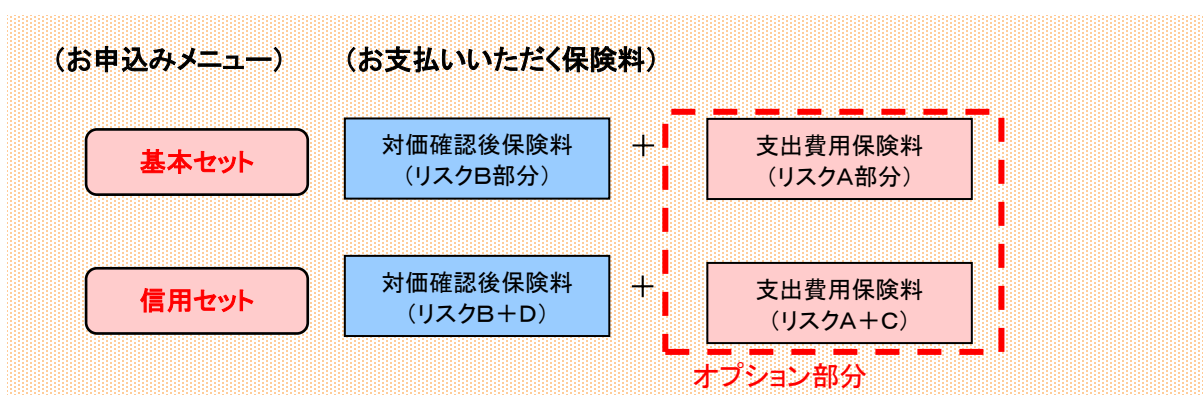 （お申込みメニュー） （お支払いいただく保険料）
基本セット
対価確認後保険料
（リスクＢ部分）
＋
支出費用保険料
（リスクＡ部分）
信用セット
対価確認後保険料
（リスクＢ＋Ｄ）
＋
支出費用保険料
（リスクＡ＋Ｃ）
オプション部分